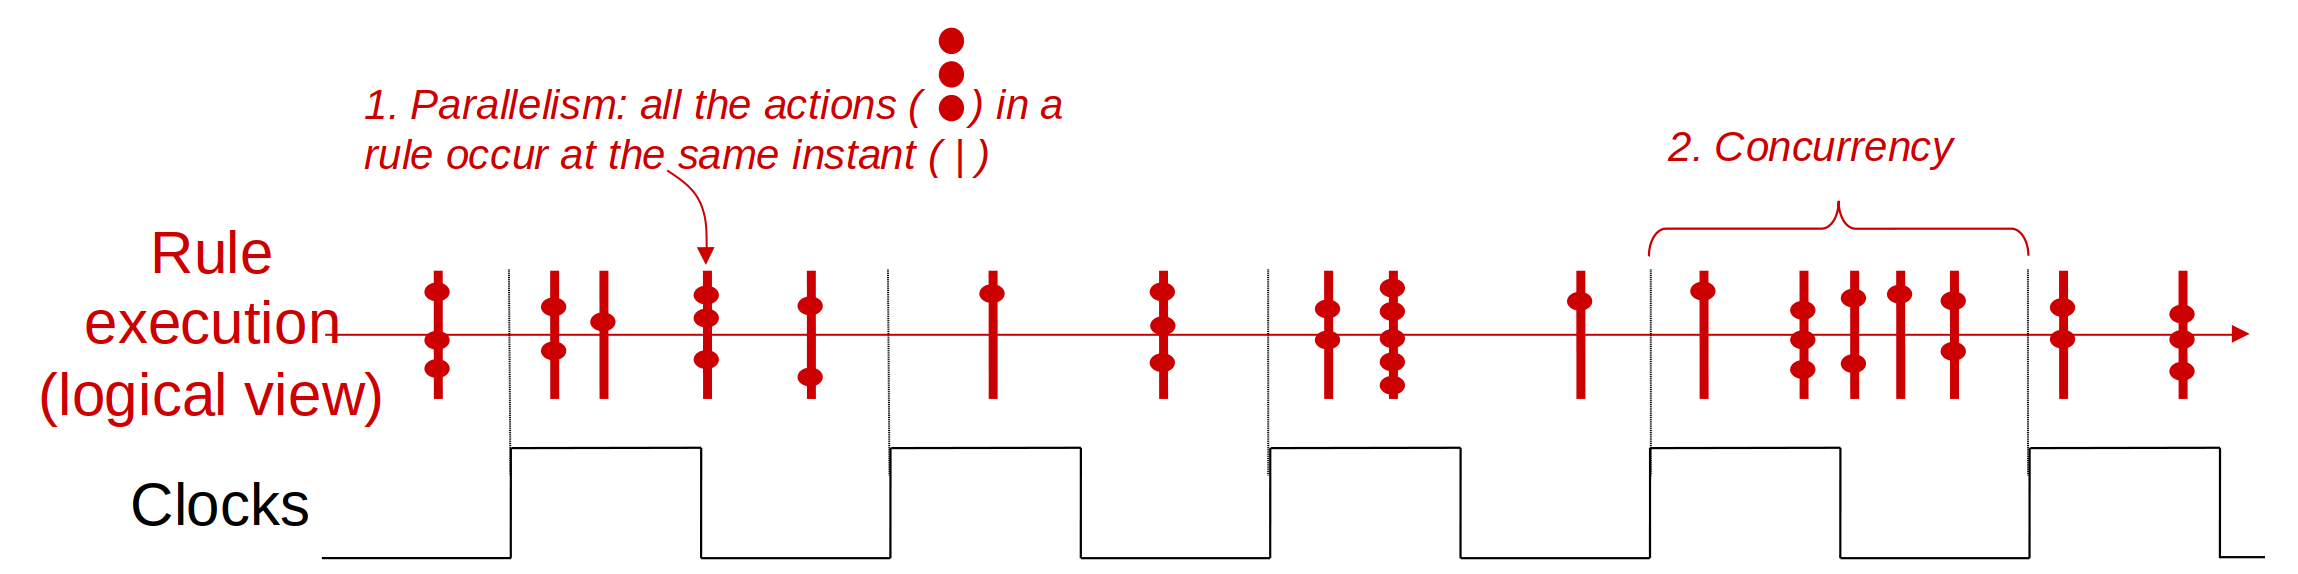 1. Parallelism: all the actions ( ) in a
rule occur at the same instant ( | )
2. Concurrency
Rule
execution
(logical view)
Clocks